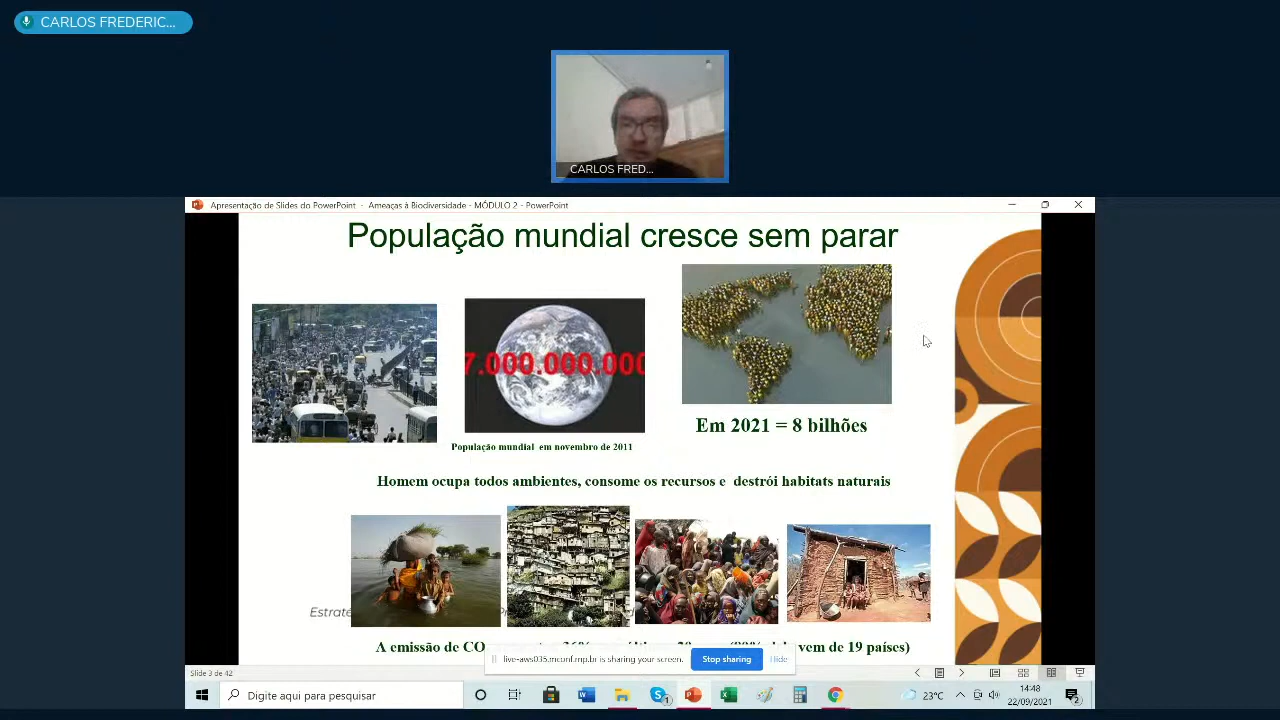 CARLOS FREDERIC...
CARLOS FRED...
Apresentação de Slides do PowerPoint - Ameaças à Biodiversidade - MÓDULO 2 - PowerPoint
População mundial cresce sem parar
7.000.000.000
População mundial em novembro de 2011
Em 2021 = 8 bilhões
Homem ocupa todos ambientes, consome os recursos e destrói habitats naturais
A emissão de CO vem de 19 países)
live-aws035.mconf.mp.br is sharing your screen.
Stop sharing
Hide
Slide 3 de 42
Digite aqui para pesquisar
23°C
14:48
22/09/2021